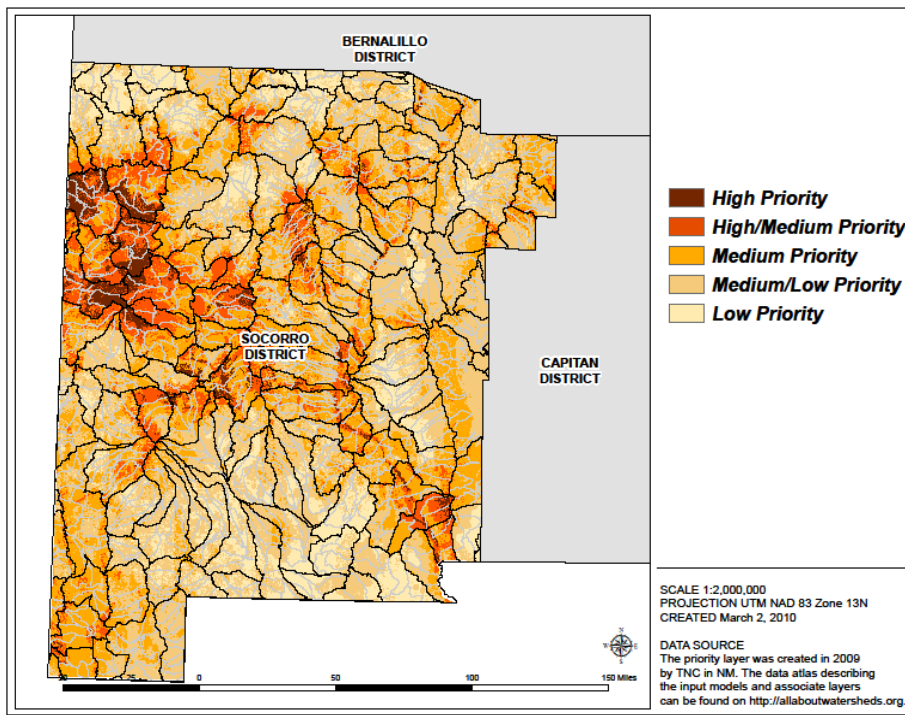 BERNALILLO
DISTRICT
High Priority
High/Medium Priority
Medium Priority
Medium/Low Priority
Low Priority
SOCORRO
DISTRICT
CAPITAN
DISTRICT
SCALE 1:2,000,000
PROJECTION UTM NAD 83 Zone 13N
CREATED March 2, 2010
DATA SOURCE
The priority layer was created in 2009
by TNC in NM. The data atlas describing
the input models and associate layers
can be found on http://allaboutwatersheds.org.
N
W E
S
25 0 50 100 150 Miles